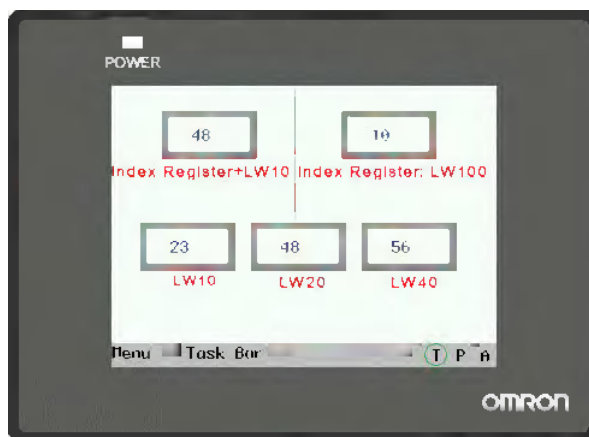 POWER
48 10
Index Register+LW10 Index Register: LW100
23 48 56
LW10 LW20 LW40
Menu Task Bar T P A
OMRON